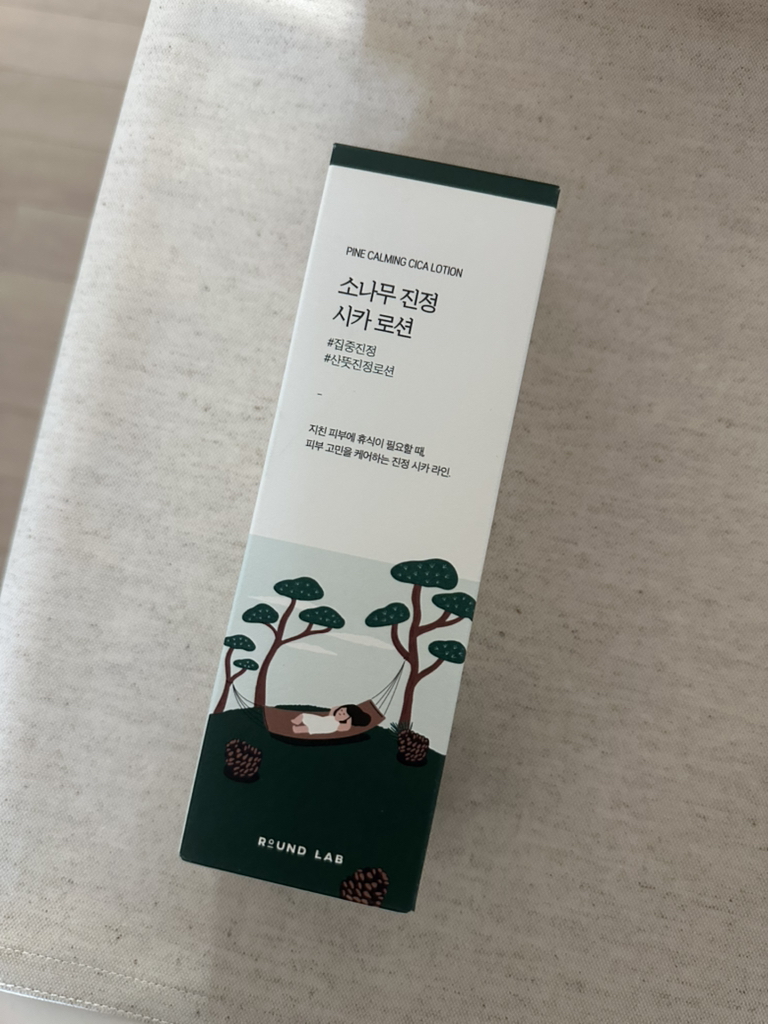 PINE CALMING CICA LOTION
소나무 진정
시카 로션
#집중진정
#산뜻진정로션
지친 피부에 휴식이 필요할 때,
피부 고민을 케어하는 진정 시카 라인.
ROUND LAB